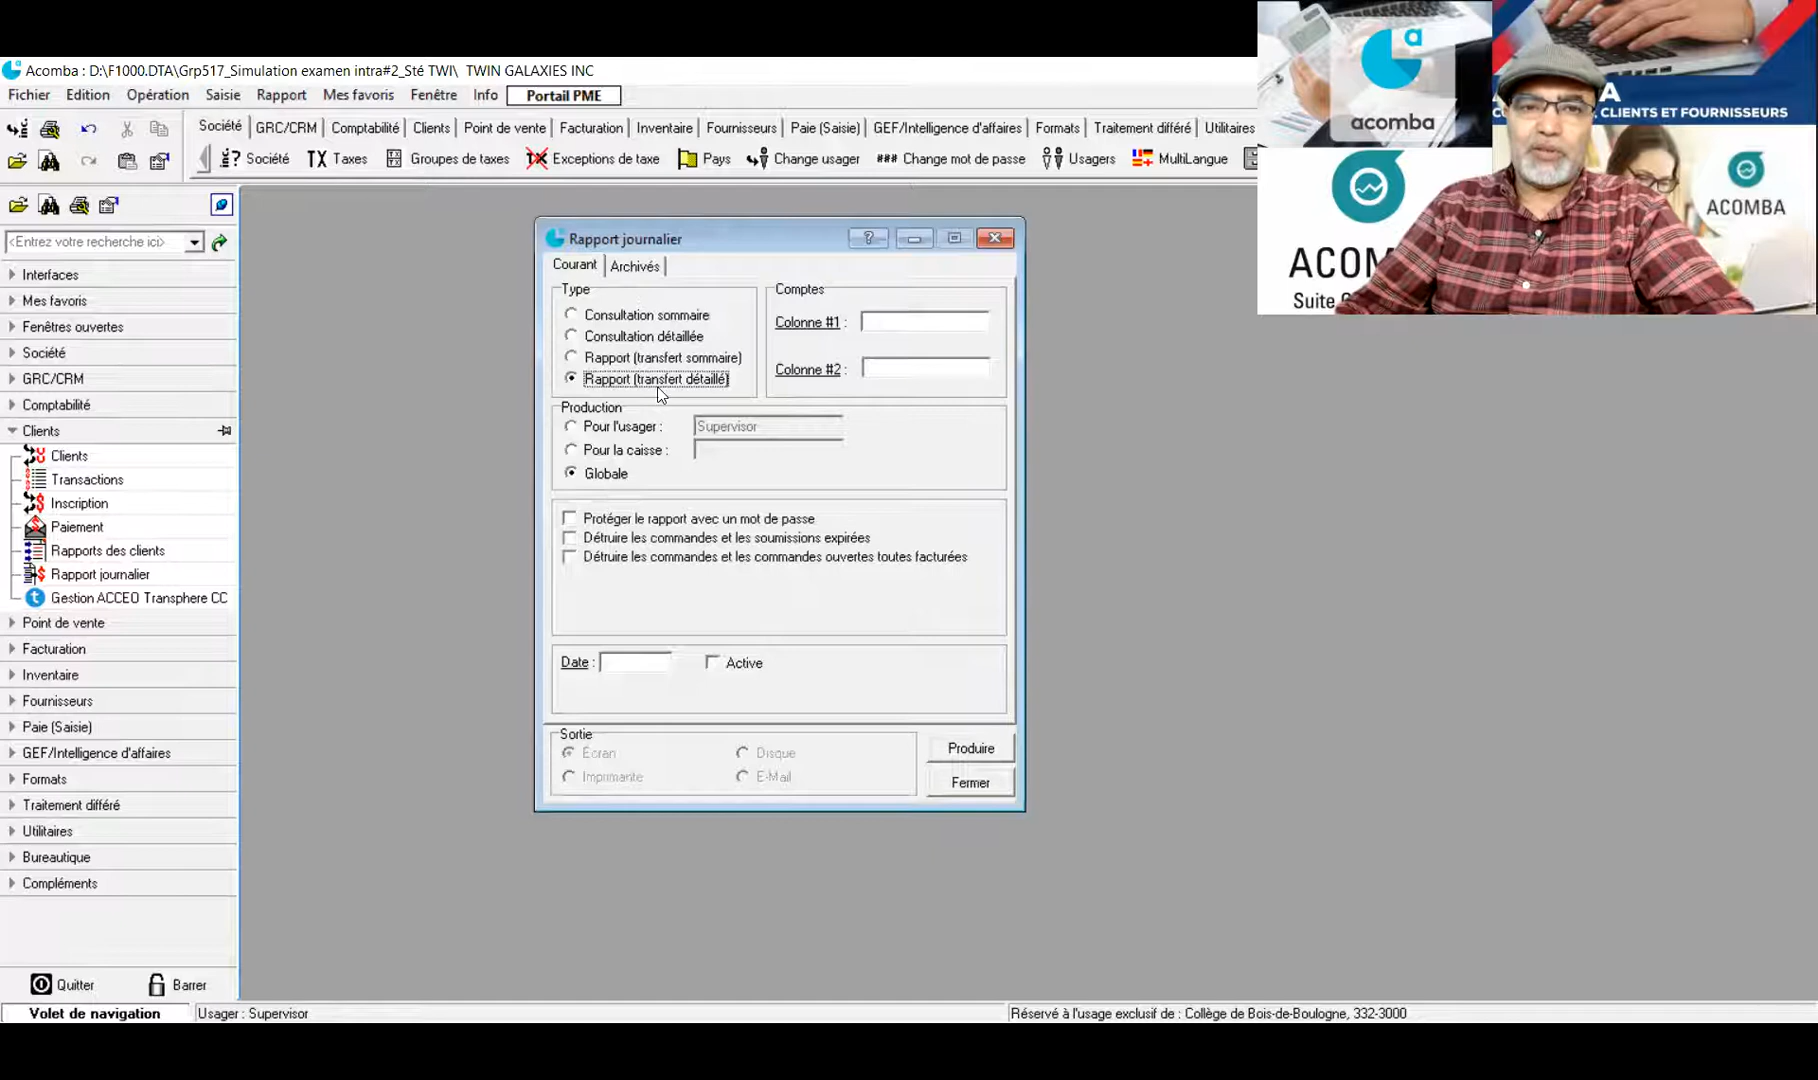 Acomba : D:\F1000.DTA\Grp517_Simulation examen intra#2_Sté TWI\ TWIN GALAXIES INC
Fichier Edition Opération Saisie Rapport Mes favoris Fenêtre Info Portail PME
Société GRC/CRM Comptabilité Clients Point de vente Facturation Inventaire Fournisseurs Paie (Saisie) GEF/Intelligence d'affaires Formats Traitement différé Utilitaires
Société TX Taxes Groupes de taxes Exceptions de taxe Pays Change usager ### Change mot de passe Usagers MultiLangue
<Entrez votre recherche ici>
Interfaces
Mes favoris
Fenêtres ouvertes
Société
GRC/CRM
Comptabilité
Clients
Clients
Transactions
Inscription
Paiement
Rapports des clients
Rapport journalier
Gestion ACCEO Transphere CC
Point de vente
Facturation
Inventaire
Fournisseurs
Paie (Saisie)
GEF/Intelligence d'affaires
Formats
Traitement différé
Utilitaires
Bureautique
Compléments
Quitter Barrer
Volet de navigation Usager : Supervisor Réservé à l'usage exclusif de : Collège de Bois-de-Boulogne, 332-3000
Rapport journalier
Courant Archivés
Type
Consultation sommaire
Consultation détaillée
Rapport (transfert sommaire)
Rapport (transfert détaillé)
Comptes
Colonne #1 :
Colonne #2 :
Production
Pour l'usager : Supervisor
Pour la caisse :
Globale
Protéger le rapport avec un mot de passe
Détruire les commandes et les soumissions expirées
Détruire les commandes et les commandes ouvertes toutes facturées
Date : Active
Sortie
Écran Disque
Imprimante E-Mail
Produire
Fermer
acomba
CLIENTS ET FOURNISSEURS
ACOMBA
Suite